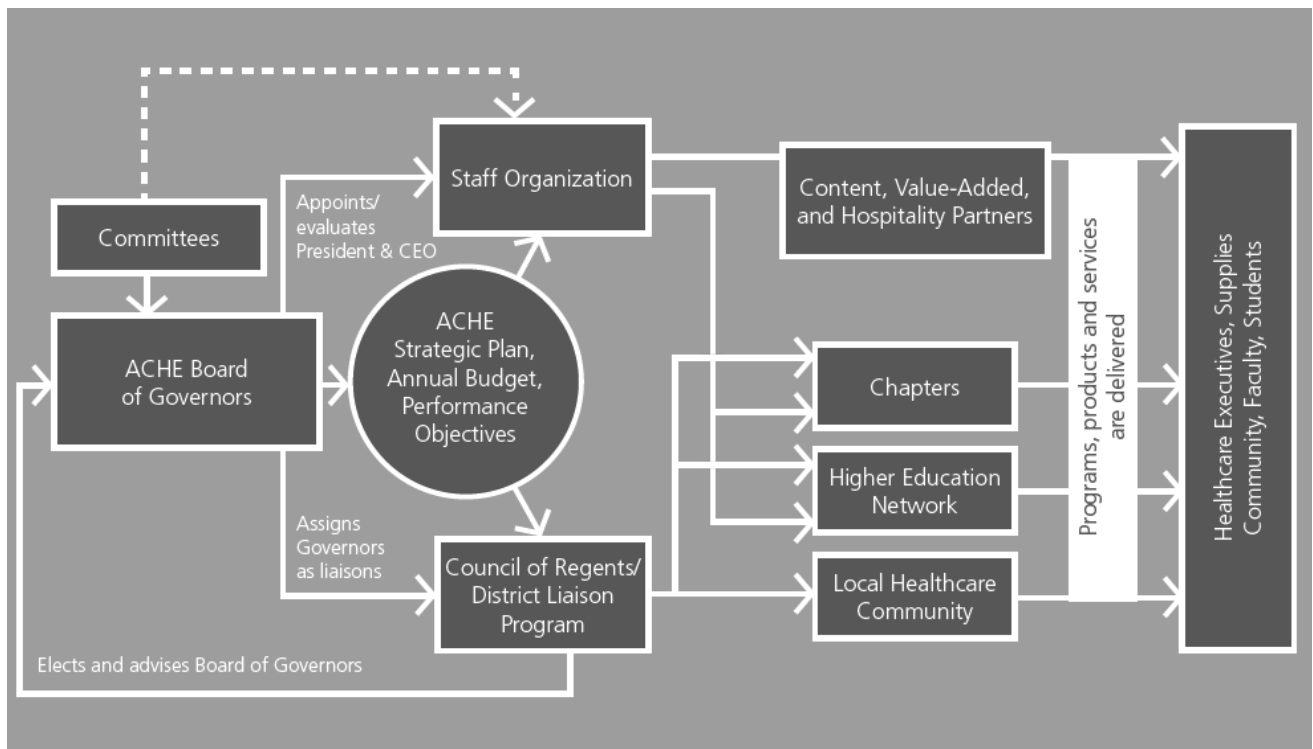 Committees
ACHE Board
of Governors
Appoints/
evaluates
President & CEO
Staff Organization
ACHE
Strategic Plan,
Annual Budget,
Performance
Objectives
Assigns
Governors
as liaisons
Council of Regents/
District Liaison
Program
Elects and advises Board of Governors
Content, Value-Added,
and Hospitality Partners
Chapters
Higher Education
Network
Local Healthcare
Community
Programs, products and services
are delivered
Healthcare Executives, Supplies
Community, Faculty, Students